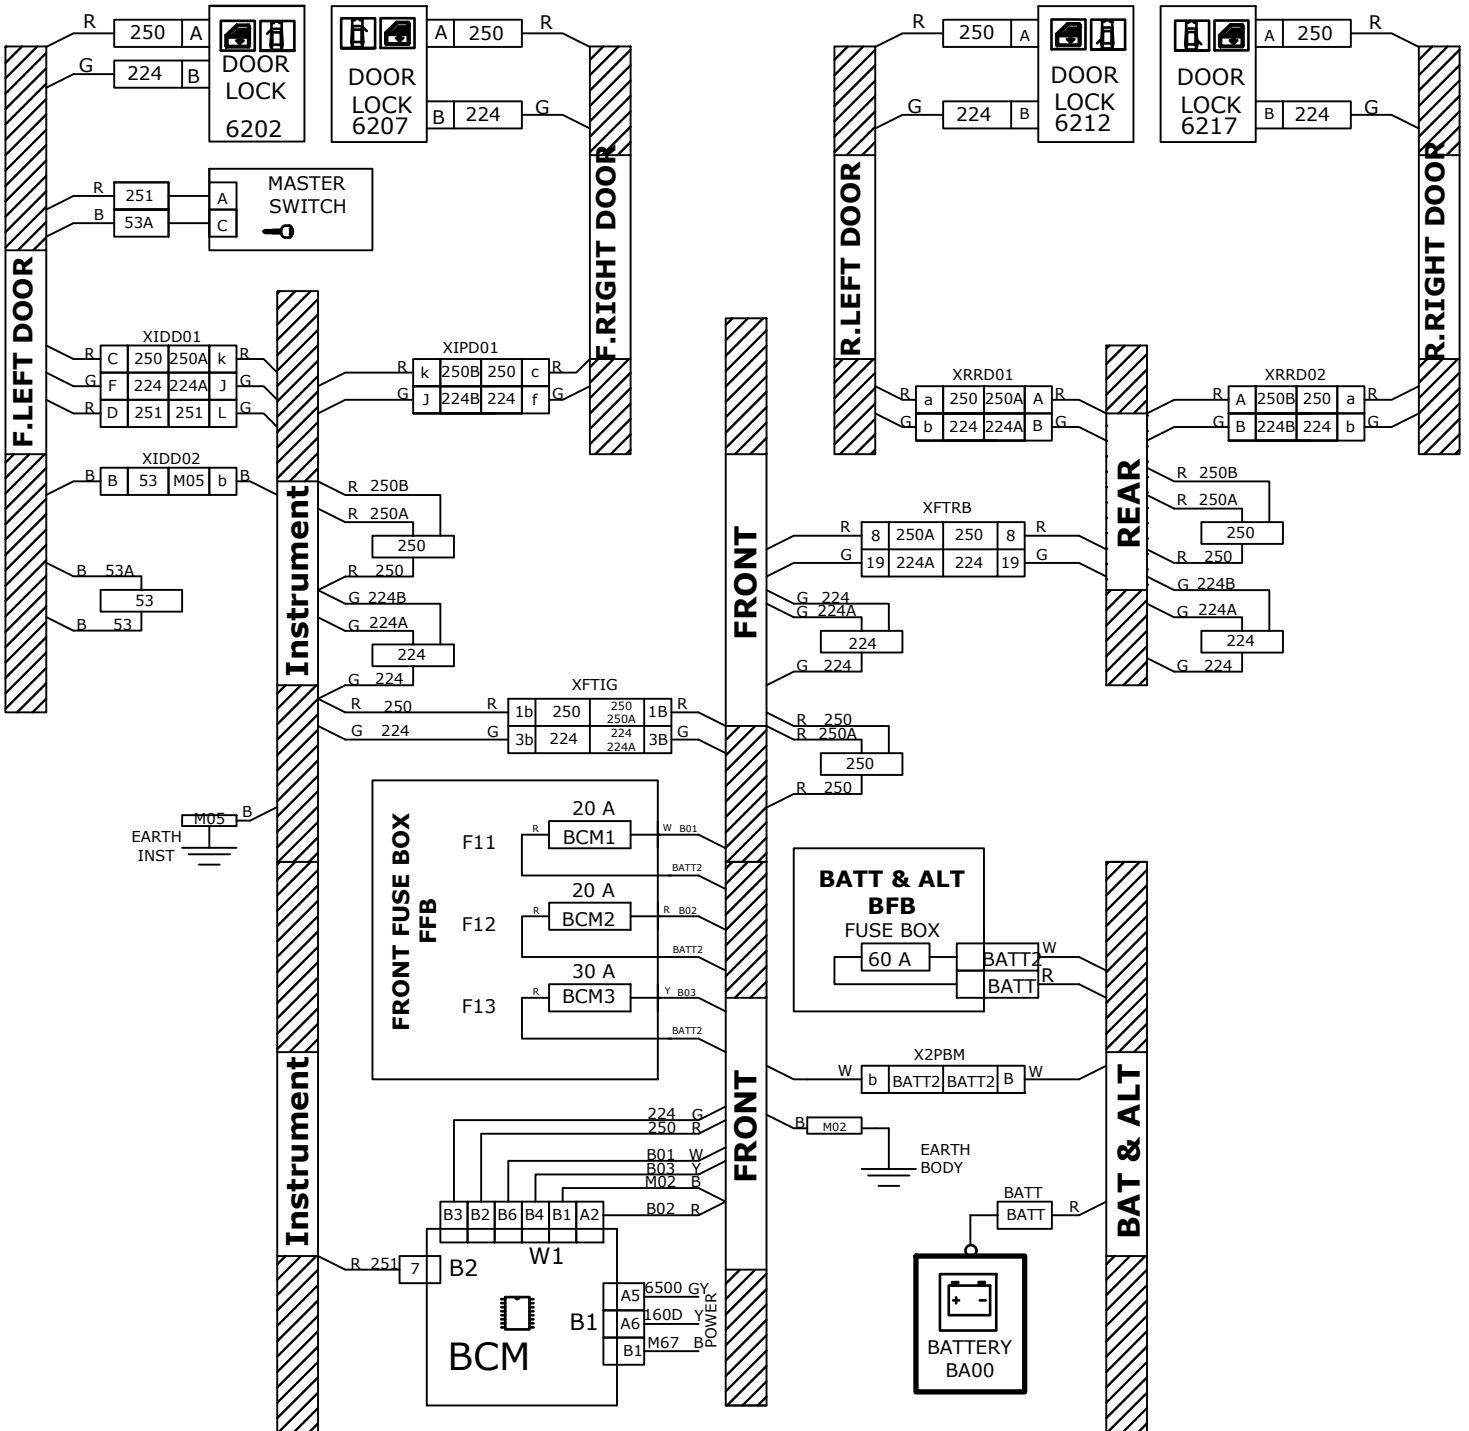 R 250 A
G 224 B
DOOR
LOCK
6202
DOOR
LOCK
6207
A 250 R
B 224 G
R 250 A
G 224 B
DOOR
LOCK
6212
DOOR
LOCK
6217
A 250 R
B 224 G
R 251 A
B 53A C
MASTER
SWITCH
F.LEFT DOOR
F.RIGHT DOOR
R.LEFT DOOR
R.RIGHT DOOR
XIDD01
R C 250 250A k R
G F 224 224A J G
R D 251 251 L G
XIDD02
B B 53 M05 b B
B 53A
53
B 53
XIPD01
R k 250B 250 c R
G J 224B 224 f G
Instrument
R 250B
R 250A
250
R 250
G 224B
G 224A
224
G 224
R 250
G 224
XFTIG
R 1b 250 250 250A 1B R
G 3b 224 224 224A 3B G
FRONT
XRRD01
R a 250 250A A R
G b 224 224A B G
XRRD02
R A 250B 250 a R
G B 224B 224 b G
XFTRB
R 8 250A 250 8 R
G 19 224A 224 19 G
REAR
R 250B
R 250A
250
R 250
G 224B
G 224A
224
G 224
G 224
G 224A
224
G 224
R 250
R 250A
250
R 250
M05 B
EARTH
INST
FRONT FUSE BOX
FFB
20 A
F11 R BCM1 W B01
BATT2
20 A
F12 R BCM2 R B02
BATT2
30 A
F13 R BCM3 Y B03
BATT2
BATT & ALT
BFB
FUSE BOX
60 A BATT2 W
BATT R
X2PBM
W b BATT2 BATT2 B W
FRONT
B M02
EARTH
BODY
BAT & ALT
BATT
BATT R
BATTERY
BA00
Instrument
224 G
250 R
B01 W
B03 Y
M02 B
B02 R
B3 B2 B6 B4 B1 A2
W1
R 251 7 B2
B1
A5 6500 GY
A6 160D Y
B1 M67 B
POWER
BCM